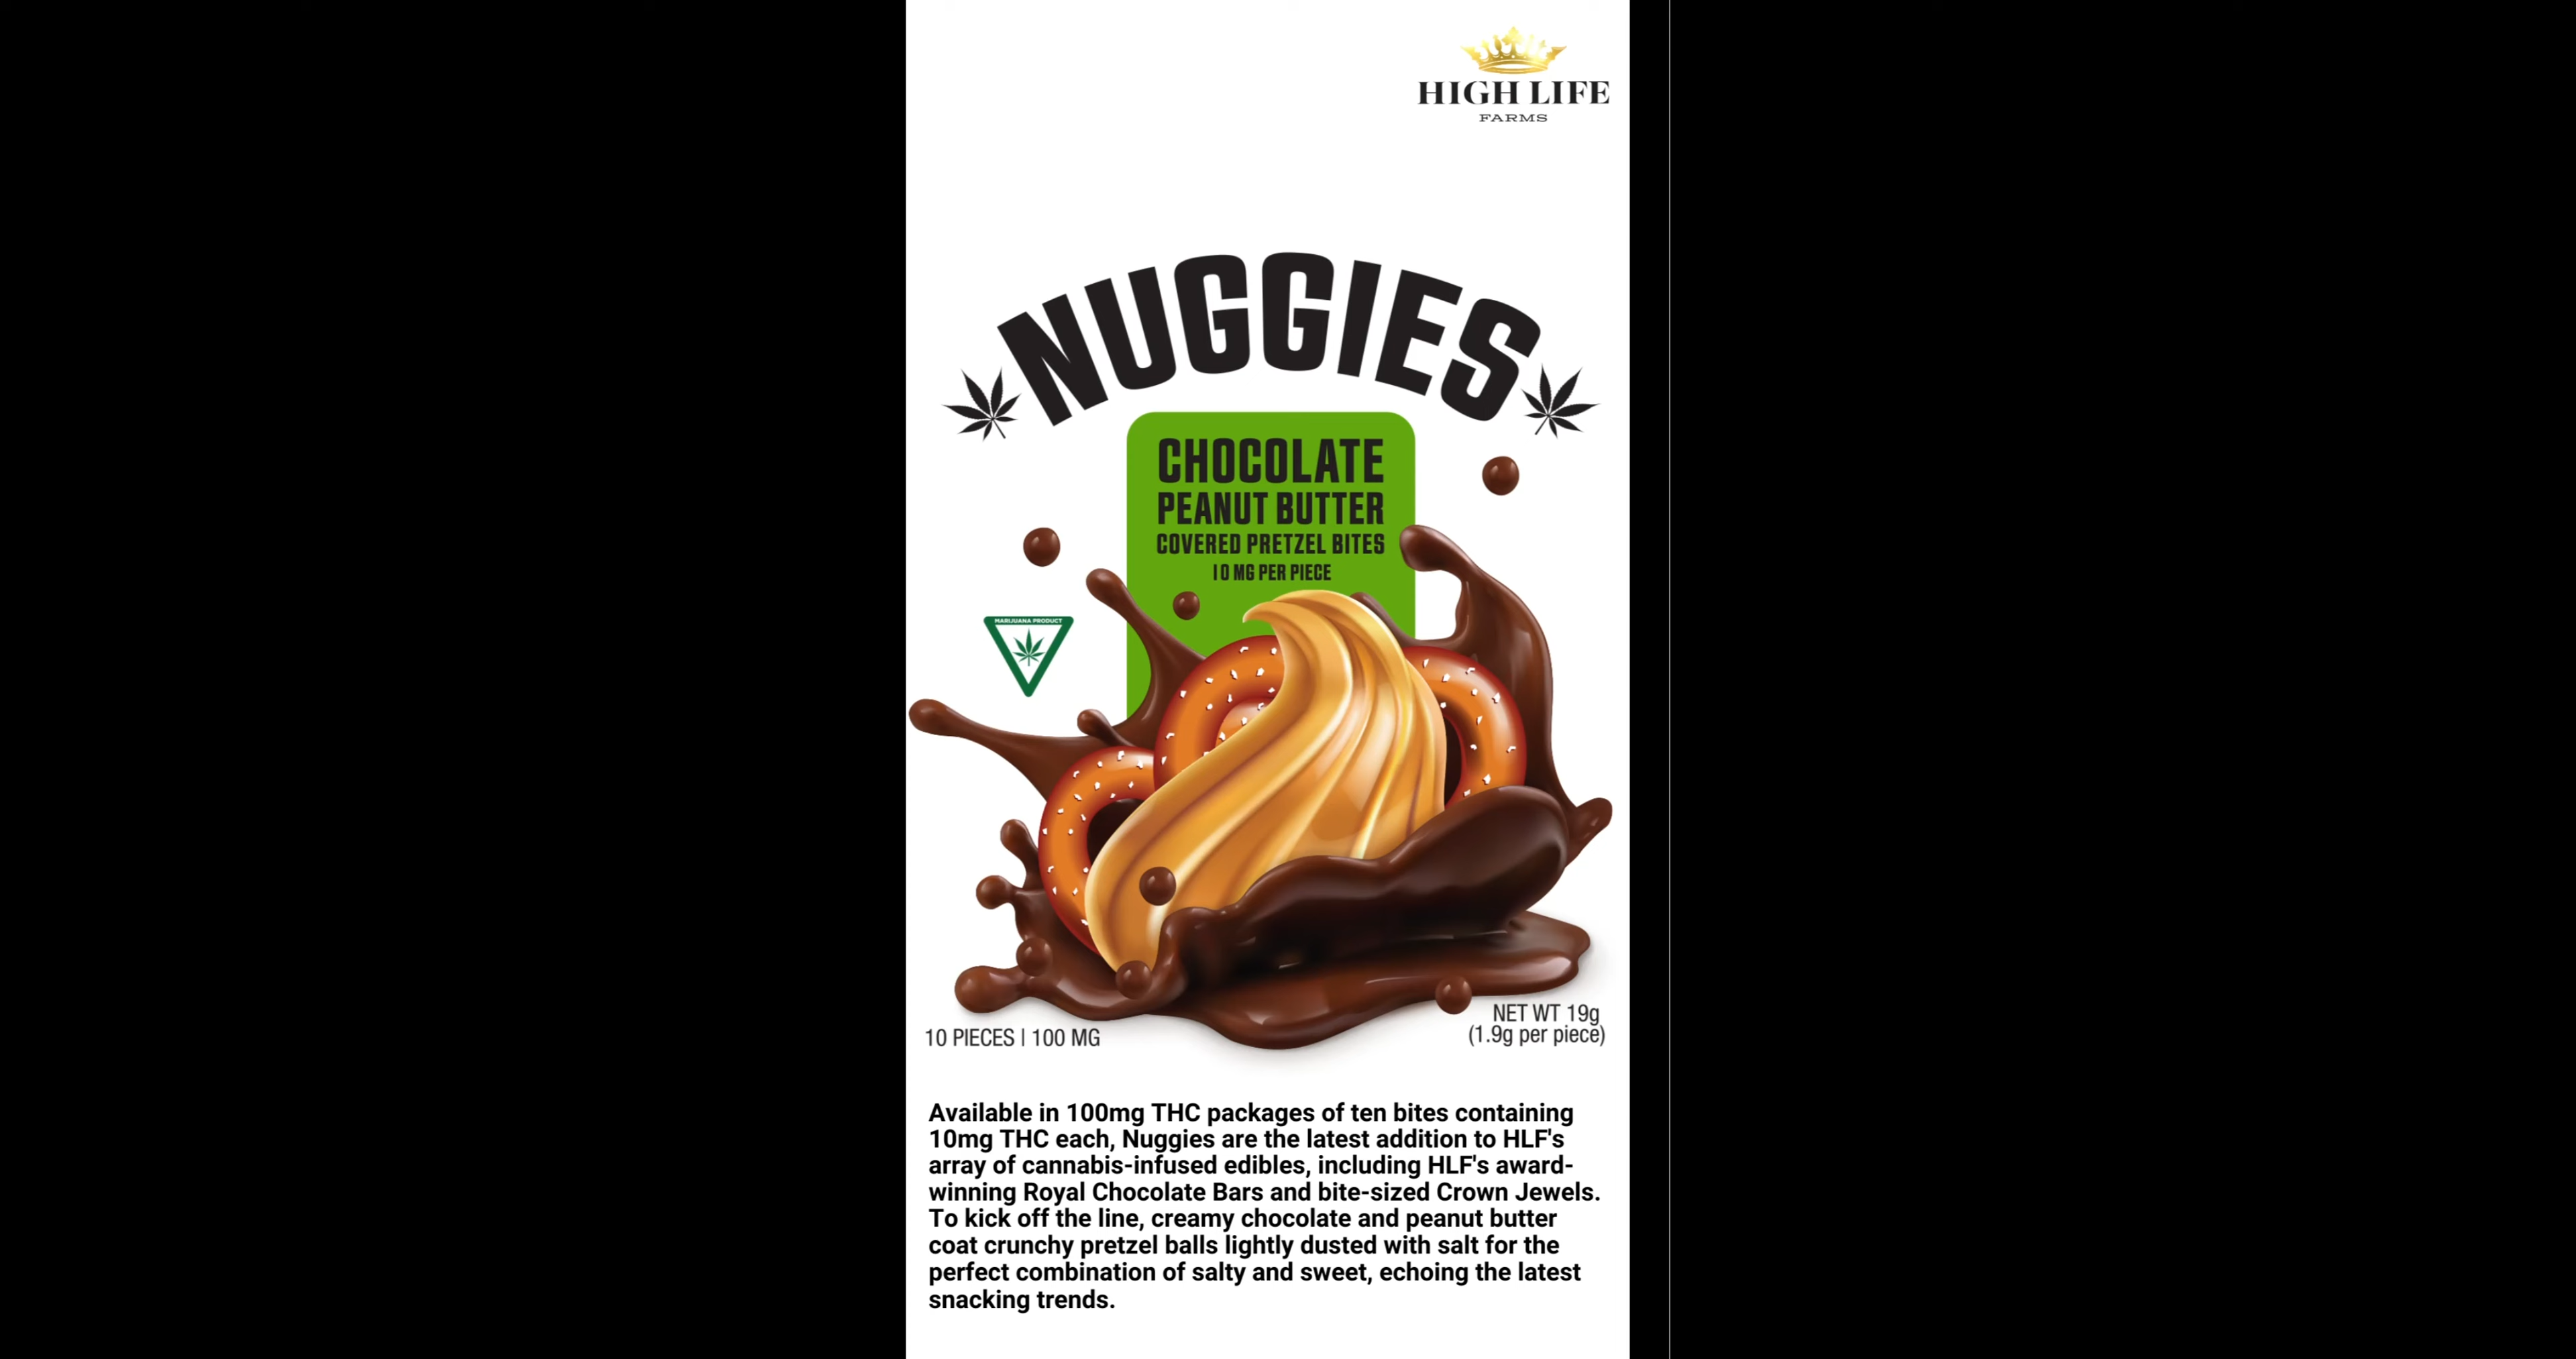 HIGH LIFE
FARMS
NUGGIES
CHOCOLATE
PEANUT BUTTER
COVERED PRETZEL BITES
10 MG PER PIECE
MARIJUANA PRODUCT
NET WT 19g
(1.9g per piece)
10 PIECES | 100 MG
Available in 100mg THC packages of ten bites containing
10mg THC each, Nuggies are the latest addition to HLF's
array of cannabis-infused edibles, including HLF's award-
winning Royal Chocolate Bars and bite-sized Crown Jewels.
To kick off the line, creamy chocolate and peanut butter
coat crunchy pretzel balls lightly dusted with salt for the
perfect combination of salty and sweet, echoing the latest
snacking trends.